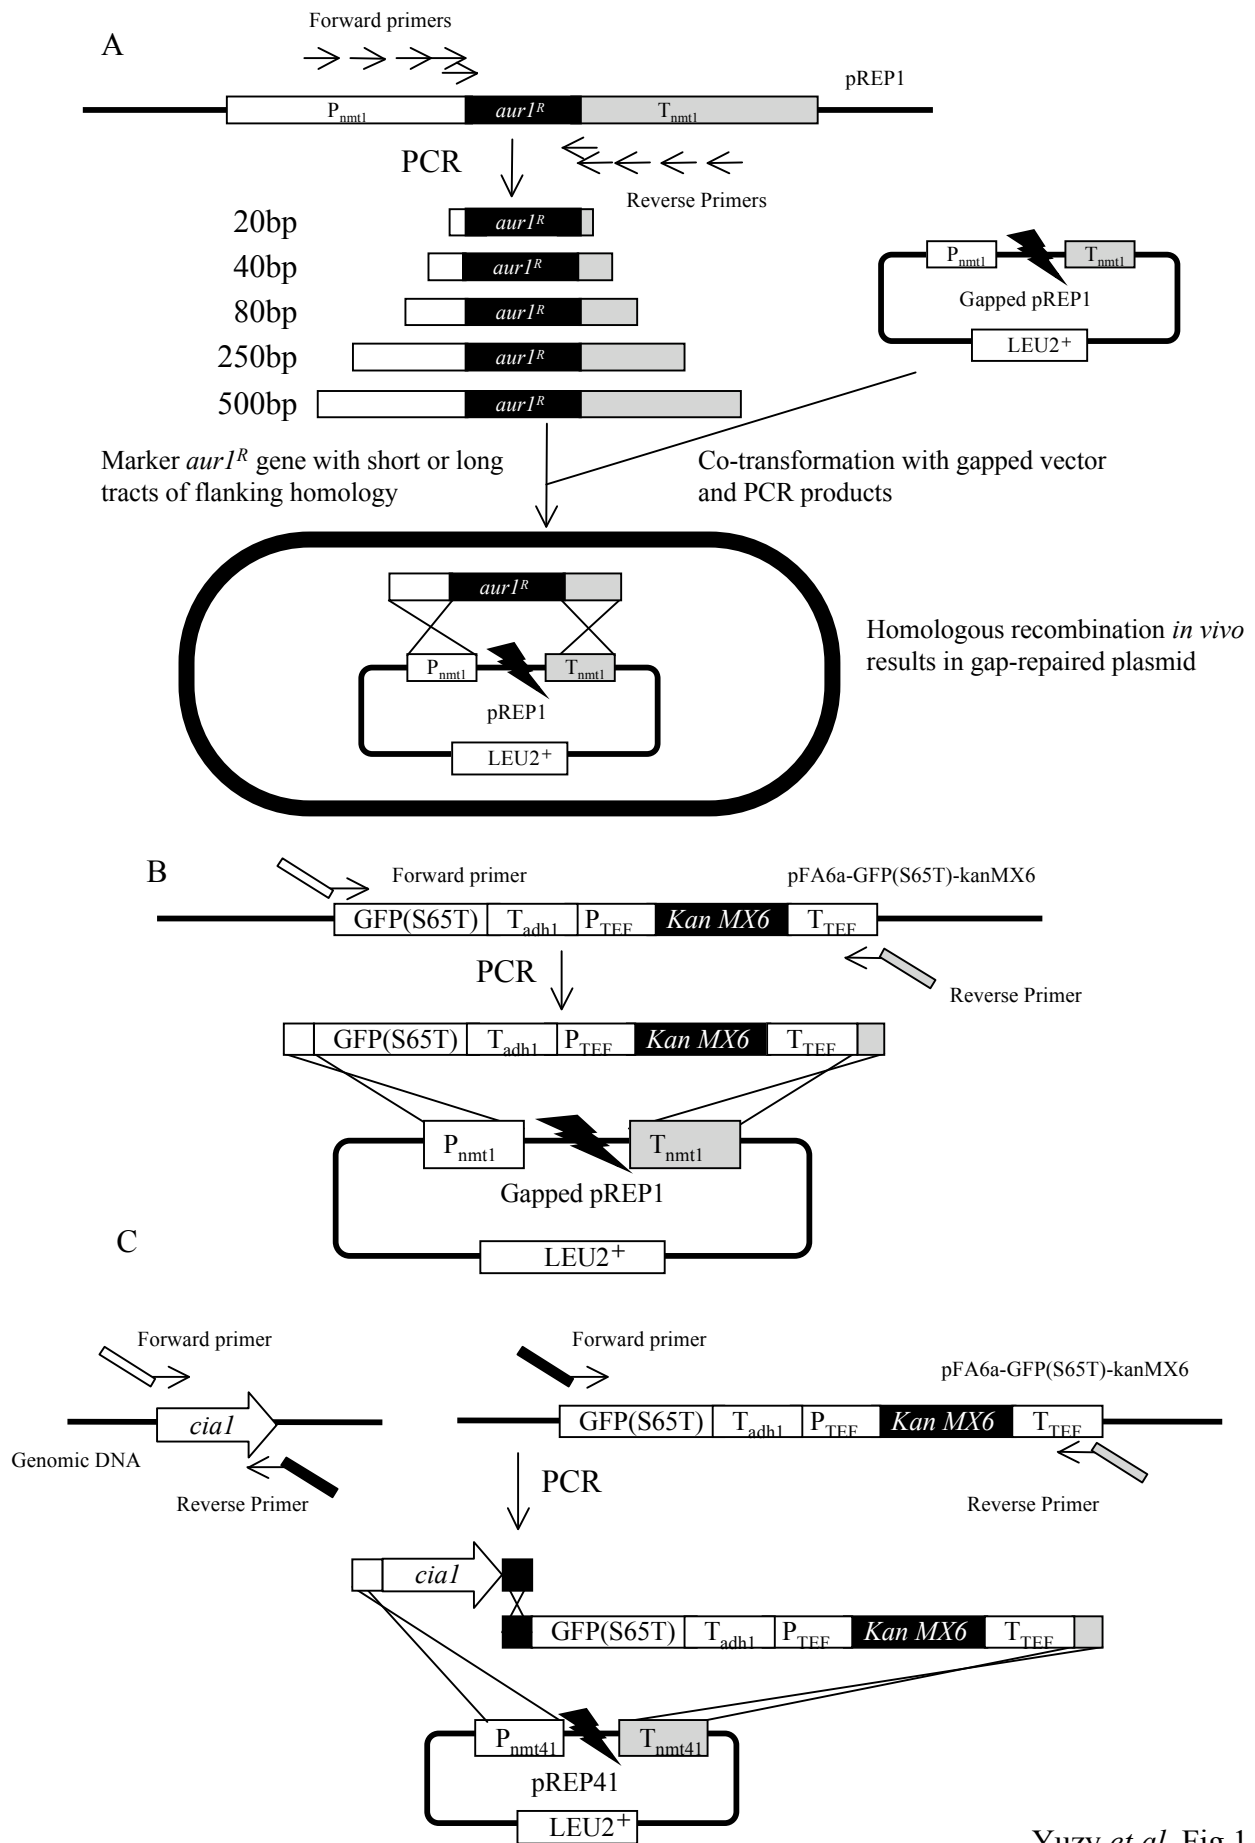 A
Forward primers
pREP1
Pnmt1
aur1R
Tnmt1
PCR
Reverse Primers
20bp
aur1R
40bp
aur1R
80bp
aur1R
250bp
aur1R
500bp
aur1R
Pnmt1
Tnmt1
Gapped pREP1
LEU2+
Marker aur1R gene with short or long
tracts of flanking homology
Co-transformation with gapped vector
and PCR products
aur1R
Pnmt1
Tnmt1
pREP1
LEU2+
Homologous recombination in vivo
results in gap-repaired plasmid
B
Forward primer
pFA6a-GFP(S65T)-kanMX6
GFP(S65T) Tadh1 PTEF Kan MX6 TTEF
PCR
Reverse Primer
GFP(S65T) Tadh1 PTEF Kan MX6 TTEF
Pnmt1
Tnmt1
Gapped pREP1
LEU2+
C
Forward primer
cia1
Genomic DNA
Reverse Primer
Forward primer
pFA6a-GFP(S65T)-kanMX6
GFP(S65T) Tadh1 PTEF Kan MX6 TTEF
PCR
Reverse Primer
cia1
GFP(S65T) Tadh1 PTEF Kan MX6 TTEF
Pnmt41
Tnmt41
pREP41
LEU2+
Yuzy et al. Fig 1